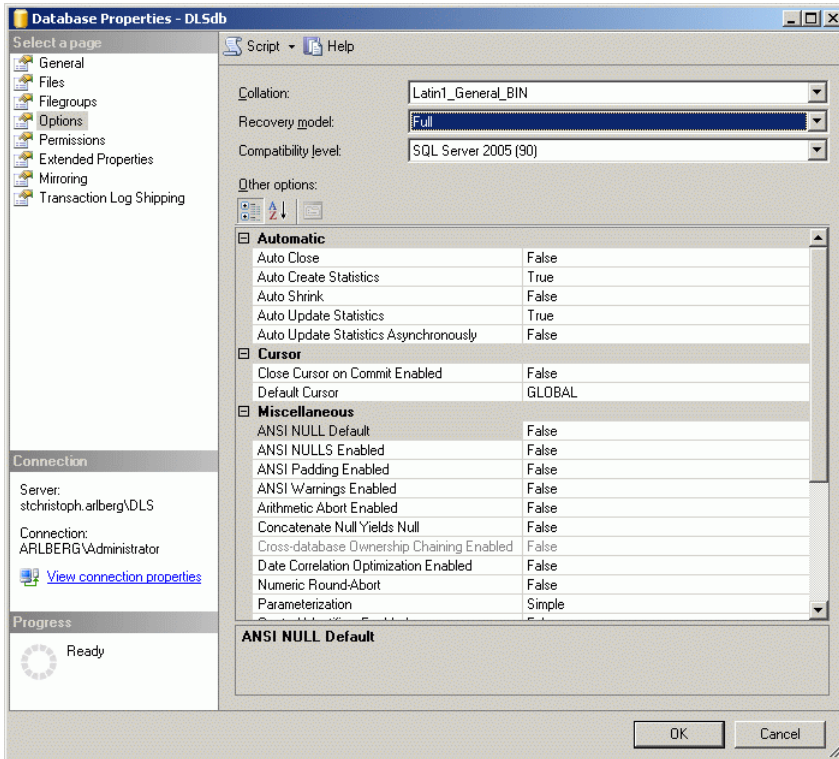 Database Properties - DLSdb
Select a page
General
Files
Filegroups
Options
Permissions
Extended Properties
Mirroring
Transaction Log Shipping
Connection
Server:
stchristoph.arlberg\DLS
Connection:
ARLBERG\Administrator
View connection properties
Progress
Ready
Script Help
Collation: Latin1_General_BIN
Recovery model: Full
Compatibility level: SQL Server 2005 (90)
Other options:
Automatic
Auto Close False
Auto Create Statistics True
Auto Shrink False
Auto Update Statistics True
Auto Update Statistics Asynchronously False
Cursor
Close Cursor on Commit Enabled False
Default Cursor GLOBAL
Miscellaneous
ANSI NULL Default False
ANSI NULLS Enabled False
ANSI Padding Enabled False
ANSI Warnings Enabled False
Arithmetic Abort Enabled False
Concatenate Null Yields Null False
Cross-database Ownership Chaining Enabled False
Date Correlation Optimization Enabled False
Numeric Round-Abort False
Parameterization Simple
ANSI NULL Default
OK Cancel